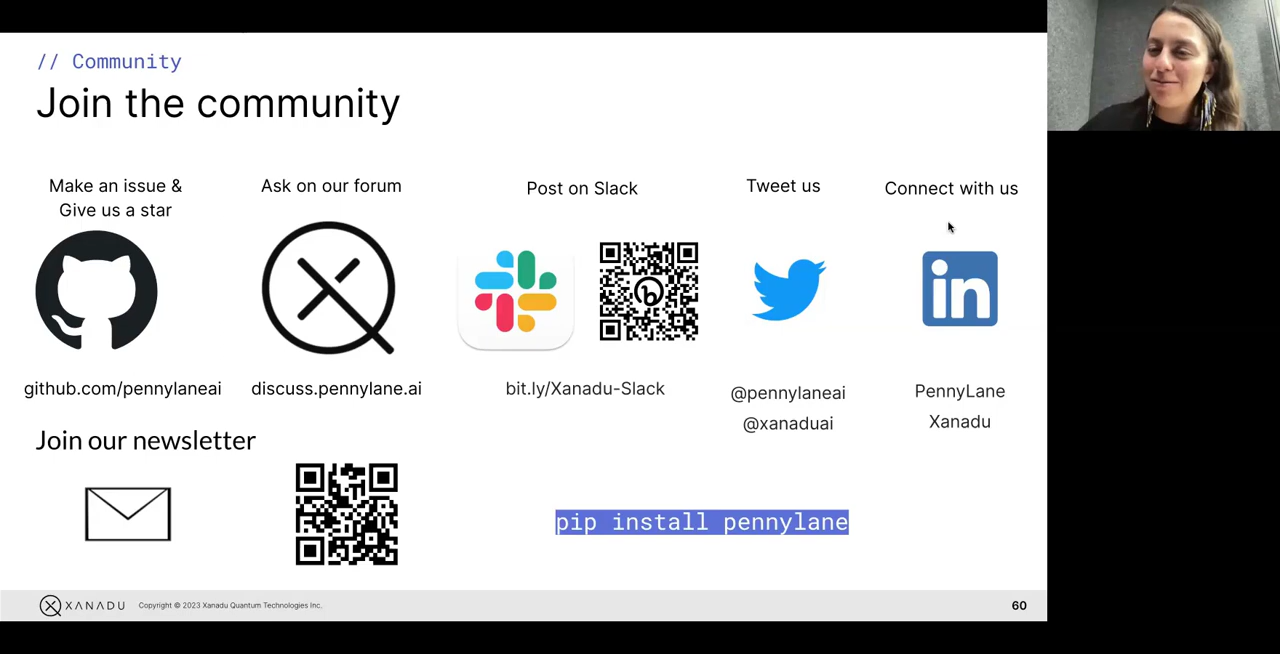 // Community
Join the community
Make an issue &
Give us a star
Ask on our forum
Post on Slack
Tweet us
Connect with us
in
github.com/pennylaneai
discuss.pennylane.ai
bit.ly/Xanadu-Slack
@pennylaneai
@xanaduai
PennyLane
Xanadu
Join our newsletter
pip install pennylane
XANADU
Copyright © 2023 Xanadu Quantum Technologies Inc.
60